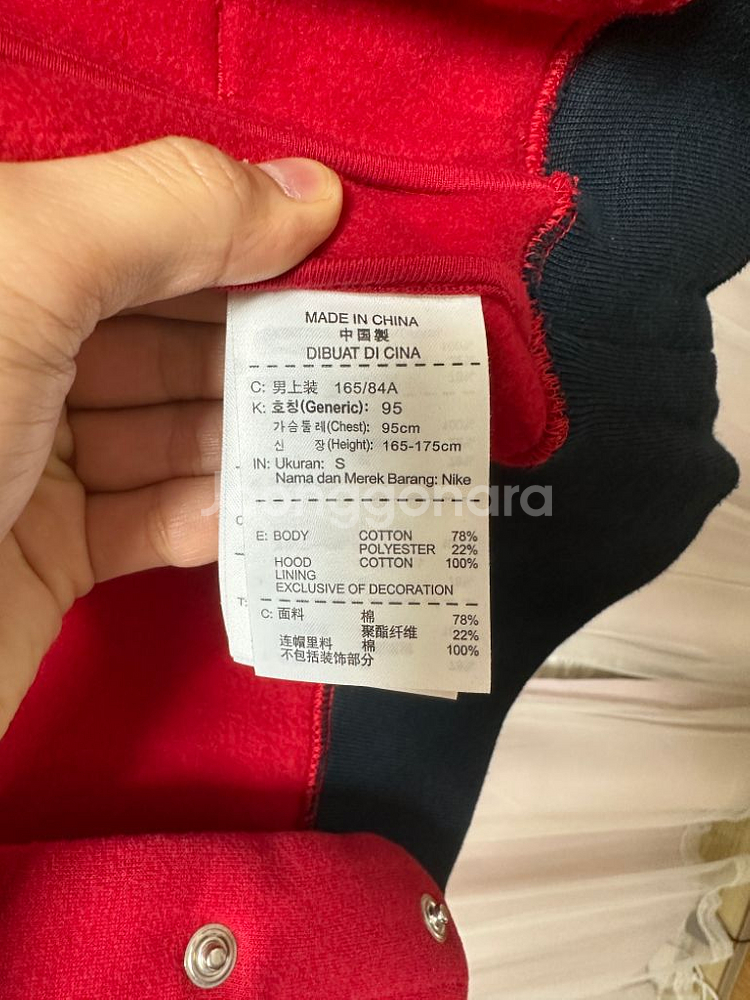 MADE IN CHINA
中国製
DIBUAT DI CINA
C: 男上装 165/84A
K: 호칭(Generic): 95
가슴둘레(Chest): 95cm
신 장(Height): 165-175cm
IN: Ukuran: S
Nama dan Merek Barang: Nike
Joonggonara
E: BODY COTTON 78%
POLYESTER 22%
HOOD COTTON 100%
LINING
EXCLUSIVE OF DECORATION
C: 面料 棉 78%
聚酯纤维 22%
连帽里料 棉 100%
不包括装饰部分